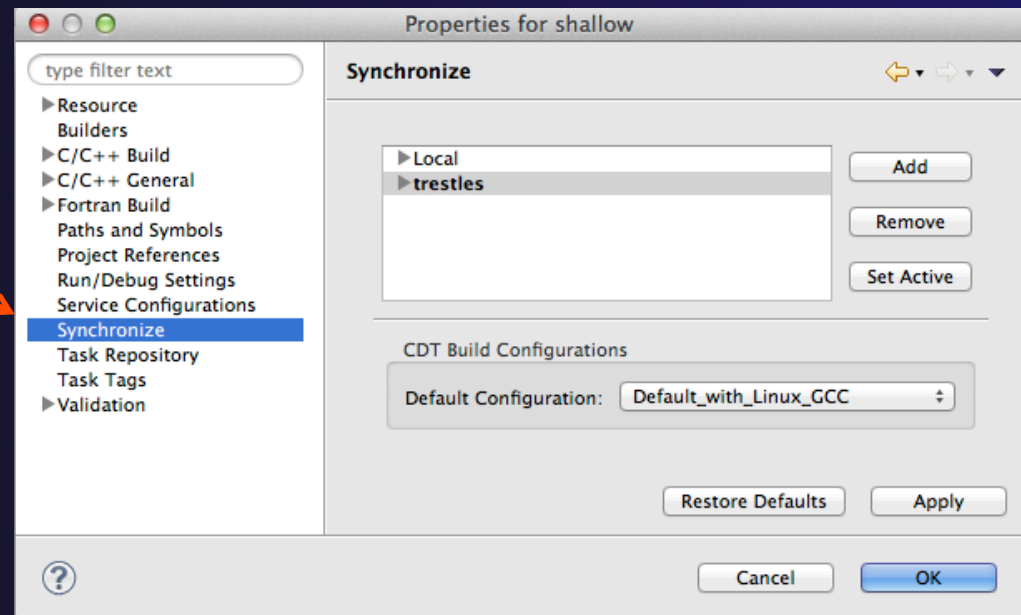 Properties for shallow
type filter text
Resource
Builders
C/C++ Build
C/C++ General
Fortran Build
Paths and Symbols
Project References
Run/Debug Settings
Service Configurations
Synchronize
Task Repository
Task Tags
Validation
Synchronize
Local
trestles
Add
Remove
Set Active
CDT Build Configurations
Default Configuration: Default_with_Linux_GCC
Restore Defaults Apply
? Cancel OK